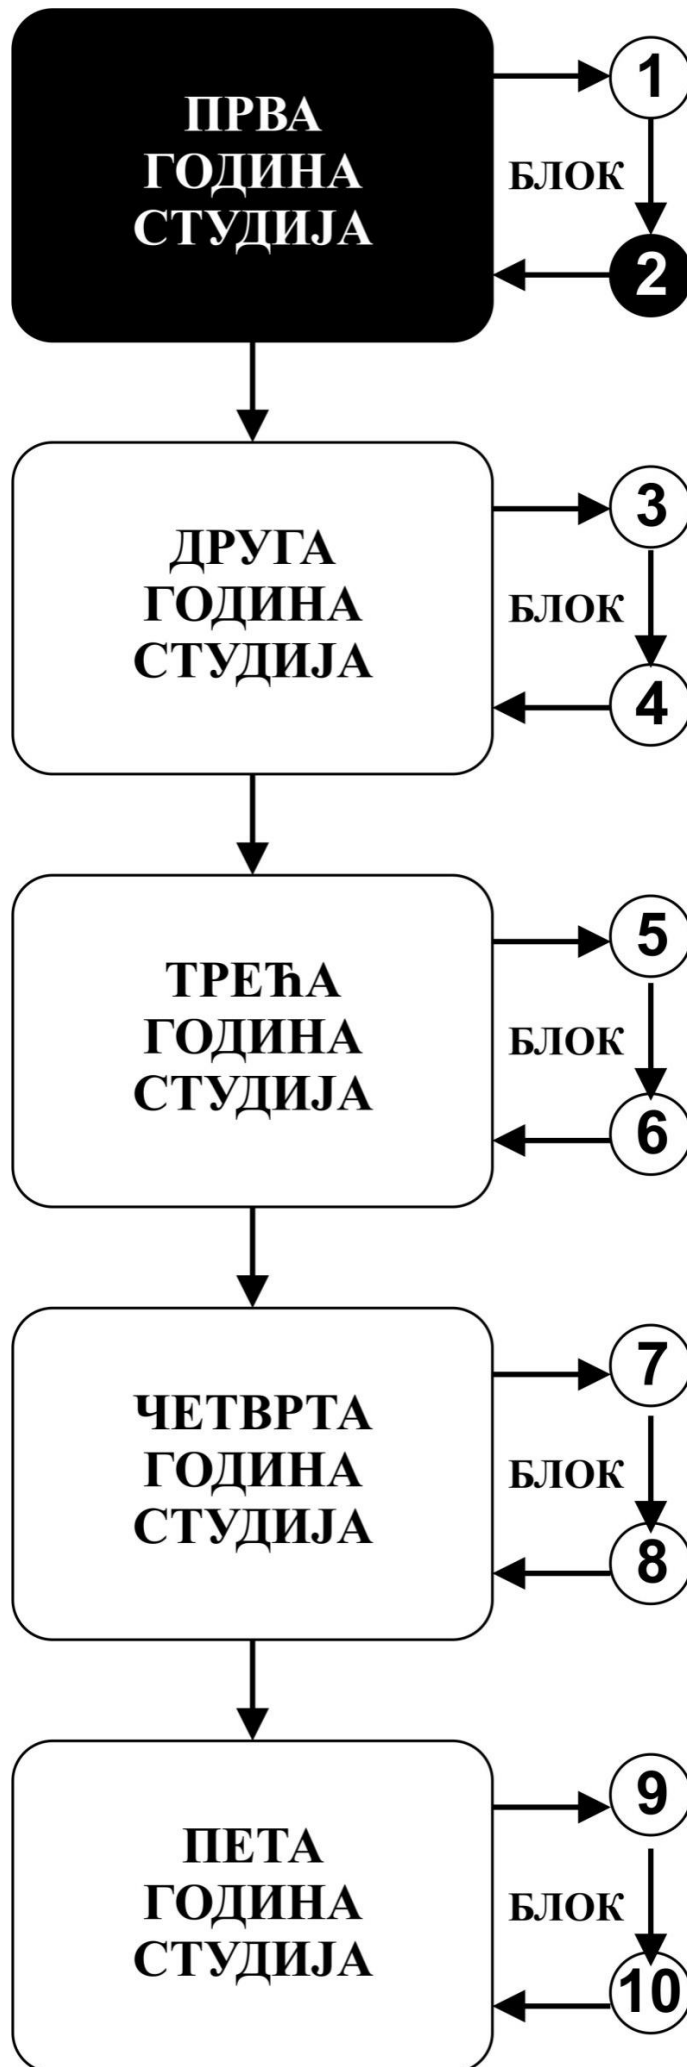 ПРВА
ГОДИНА
СТУДИЈА
1
БЛОК
2
ДРУГА
ГОДИНА
СТУДИЈА
3
БЛОК
4
ТРЕЋА
ГОДИНА
СТУДИЈА
5
БЛОК
6
ЧЕТВРТА
ГОДИНА
СТУДИЈА
7
БЛОК
8
ПЕТА
ГОДИНА
СТУДИЈА
9
БЛОК
10